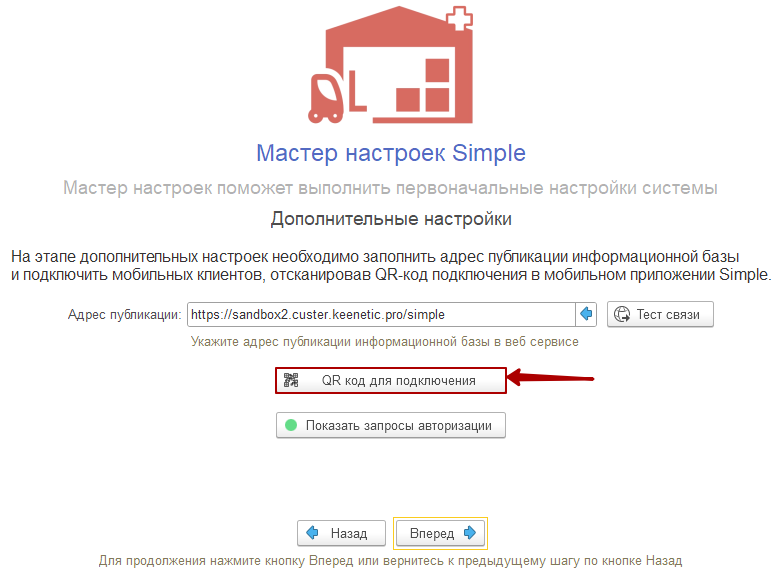 Мастер настроек Simple
Мастер настроек поможет выполнить первоначальные настройки системы
Дополнительные настройки
На этапе дополнительных настроек необходимо заполнить адрес публикации информационной базы
и подключить мобильных клиентов, отсканировав QR-код подключения в мобильном приложении Simple.
Адрес публикации: https://sandbox2.custer.keenetic.pro/simple Тест связи
Укажите адрес публикации информационной базы в веб сервисе
QR код для подключения
Показать запросы авторизации
Назад Вперед
Для продолжения нажмите кнопку Вперед или вернитесь к предыдущему шагу по кнопке Назад